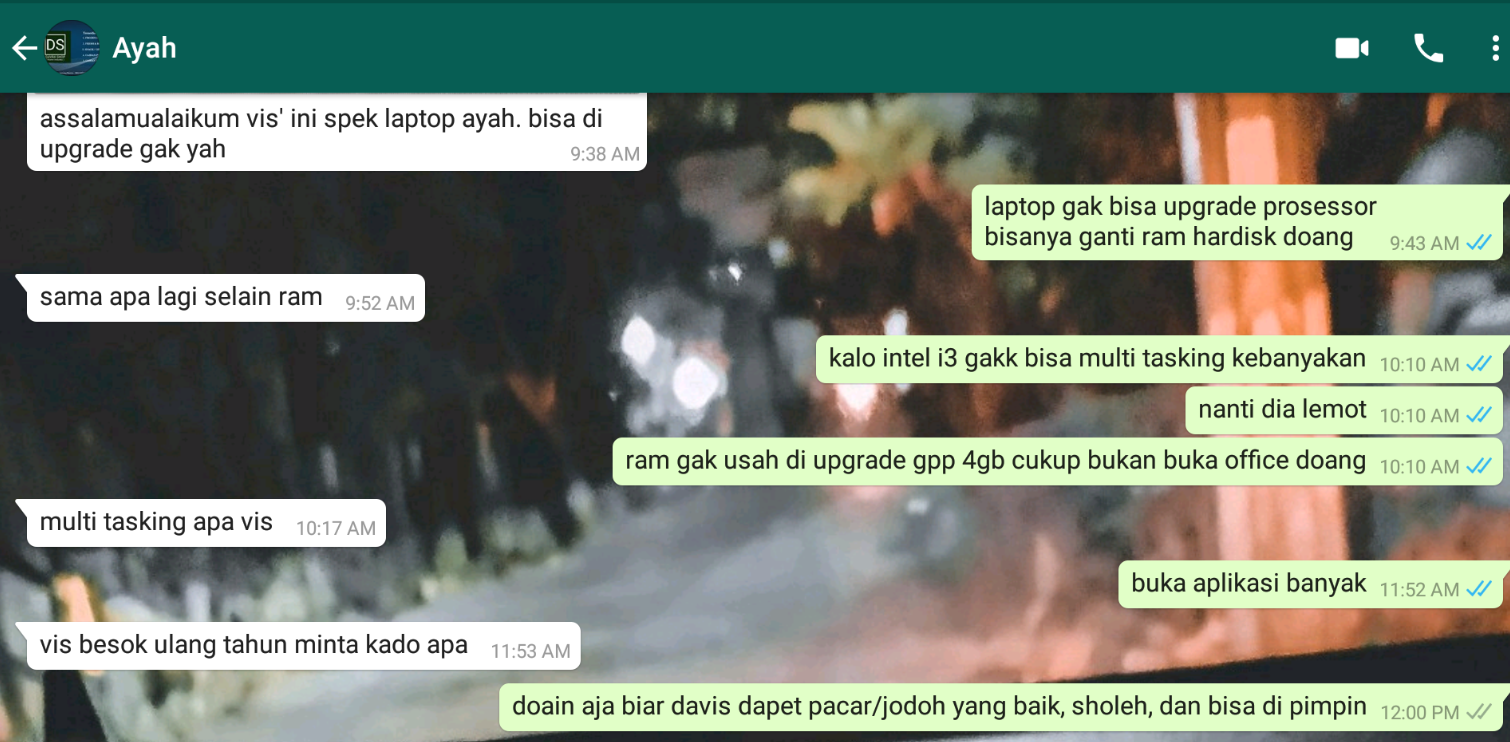 DS
Ayah
assalamualaikum vis' ini spek laptop ayah. bisa di
upgrade gak yah
9:38 AM
laptop gak bisa upgrade prosessor
bisanya ganti ram hardisk doang
9:43 AM
sama apa lagi selain ram 9:52 AM
kalo intel i3 gakk bisa multi tasking kebanyakan 10:10 AM
nanti dia lemot 10:10 AM
ram gak usah di upgrade gpp 4gb cukup bukan buka office doang 10:10 AM
multi tasking apa vis 10:17 AM
buka aplikasi banyak 11:52 AM
vis besok ulang tahun minta kado apa 11:53 AM
doain aja biar davis dapet pacar/jodoh yang baik, sholeh, dan bisa di pimpin 12:00 PM